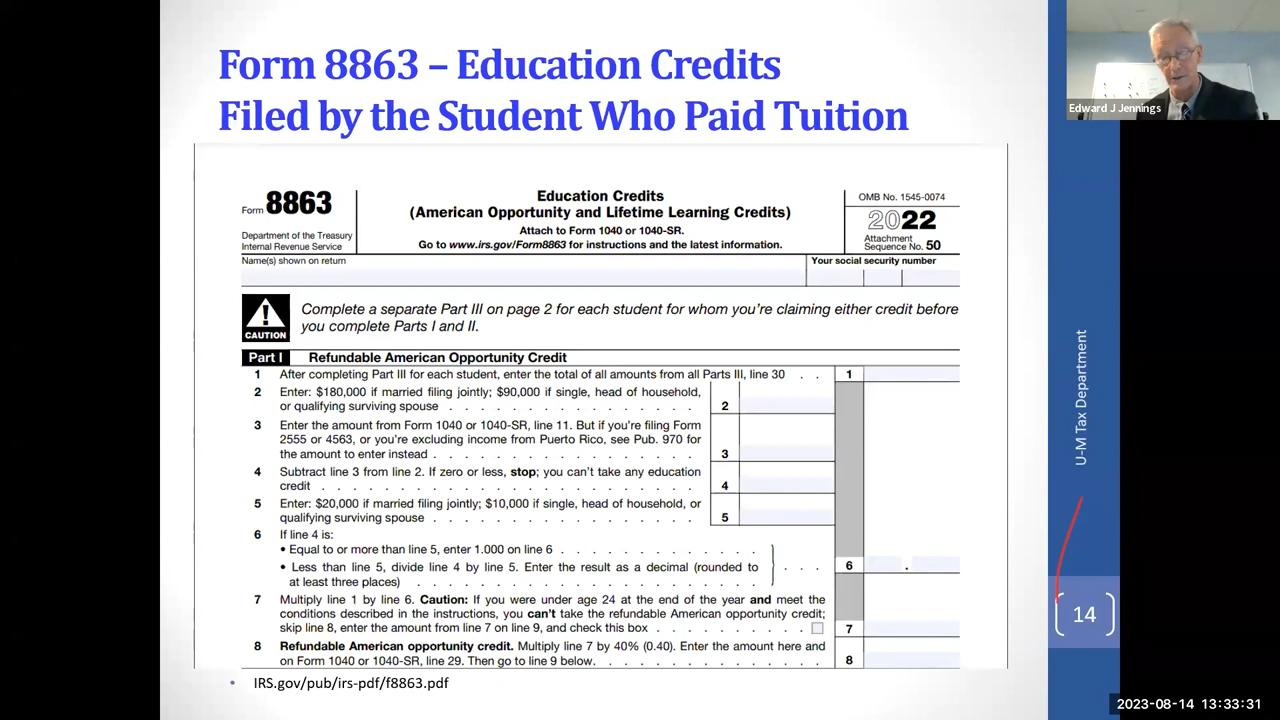 Form 8863 – Education Credits
Filed by the Student Who Paid Tuition
Edward J Jennings
Form 8863
Department of the Treasury
Internal Revenue Service
Education Credits
(American Opportunity and Lifetime Learning Credits)
Attach to Form 1040 or 1040-SR.
Go to www.irs.gov/Form8863 for instructions and the latest information.
OMB No. 1545-0074
2022
Attachment
Sequence No. 50
Name(s) shown on return
Your social security number
CAUTION
Complete a separate Part III on page 2 for each student for whom you're claiming either credit before
you complete Parts I and II.
Part I Refundable American Opportunity Credit
1 After completing Part III for each student, enter the total of all amounts from all Parts III, line 30 . . 1
2 Enter: $180,000 if married filing jointly; $90,000 if single, head of household,
or qualifying surviving spouse . . . . . . . . . . . . . . . 2
3 Enter the amount from Form 1040 or 1040-SR, line 11. But if you're filing Form
2555 or 4563, or you're excluding income from Puerto Rico, see Pub. 970 for
the amount to enter instead . . . . . . . . . . . . . . . 3
4 Subtract line 3 from line 2. If zero or less, stop; you can't take any education
credit . . . . . . . . . . . . . . . . . . . . 4
5 Enter: $20,000 if married filing jointly; $10,000 if single, head of household, or
qualifying surviving spouse . . . . . . . . . . . . . . . 5
6 If line 4 is:
• Equal to or more than line 5, enter 1.000 on line 6 . . . . . . . . . . . .
• Less than line 5, divide line 4 by line 5. Enter the result as a decimal (rounded to . . . 6 .
at least three places) . . . . . . . . . . . . . . . . . .
7 Multiply line 1 by line 6. Caution: If you were under age 24 at the end of the year and meet the
conditions described in the instructions, you can't take the refundable American opportunity credit;
skip line 8, enter the amount from line 7 on line 9, and check this box . . . . . . . . 7
8 Refundable American opportunity credit. Multiply line 7 by 40% (0.40). Enter the amount here and
on Form 1040 or 1040-SR, line 29. Then go to line 9 below. . . . . . . . . . . . . 8
• IRS.gov/pub/irs-pdf/f8863.pdf
U-M Tax Department
14
2023-08-14 13:33:31